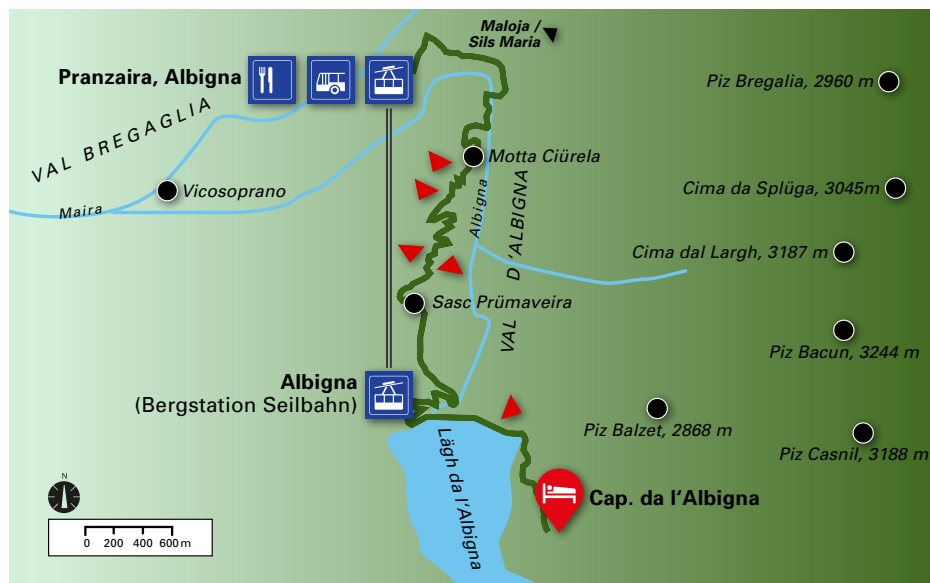 Maloja /
Sils Maria
Pranzaira, Albigna
Piz Bregalia, 2960 m
VAL BREGAGLIA
Motta Ciürela
Vicosoprano
Cima da Splüga, 3045m
Maira
Albigna
VAL D'ALBIGNA
Cima dal Largh, 3187 m
Sasc Prümaveira
Piz Bacun, 3244 m
Albigna
(Bergstation Seilbahn)
Piz Balzet, 2868 m
Piz Casnil, 3188 m
Lägh da l'Albigna
Cap. da l'Albigna
N
0 200 400 600m